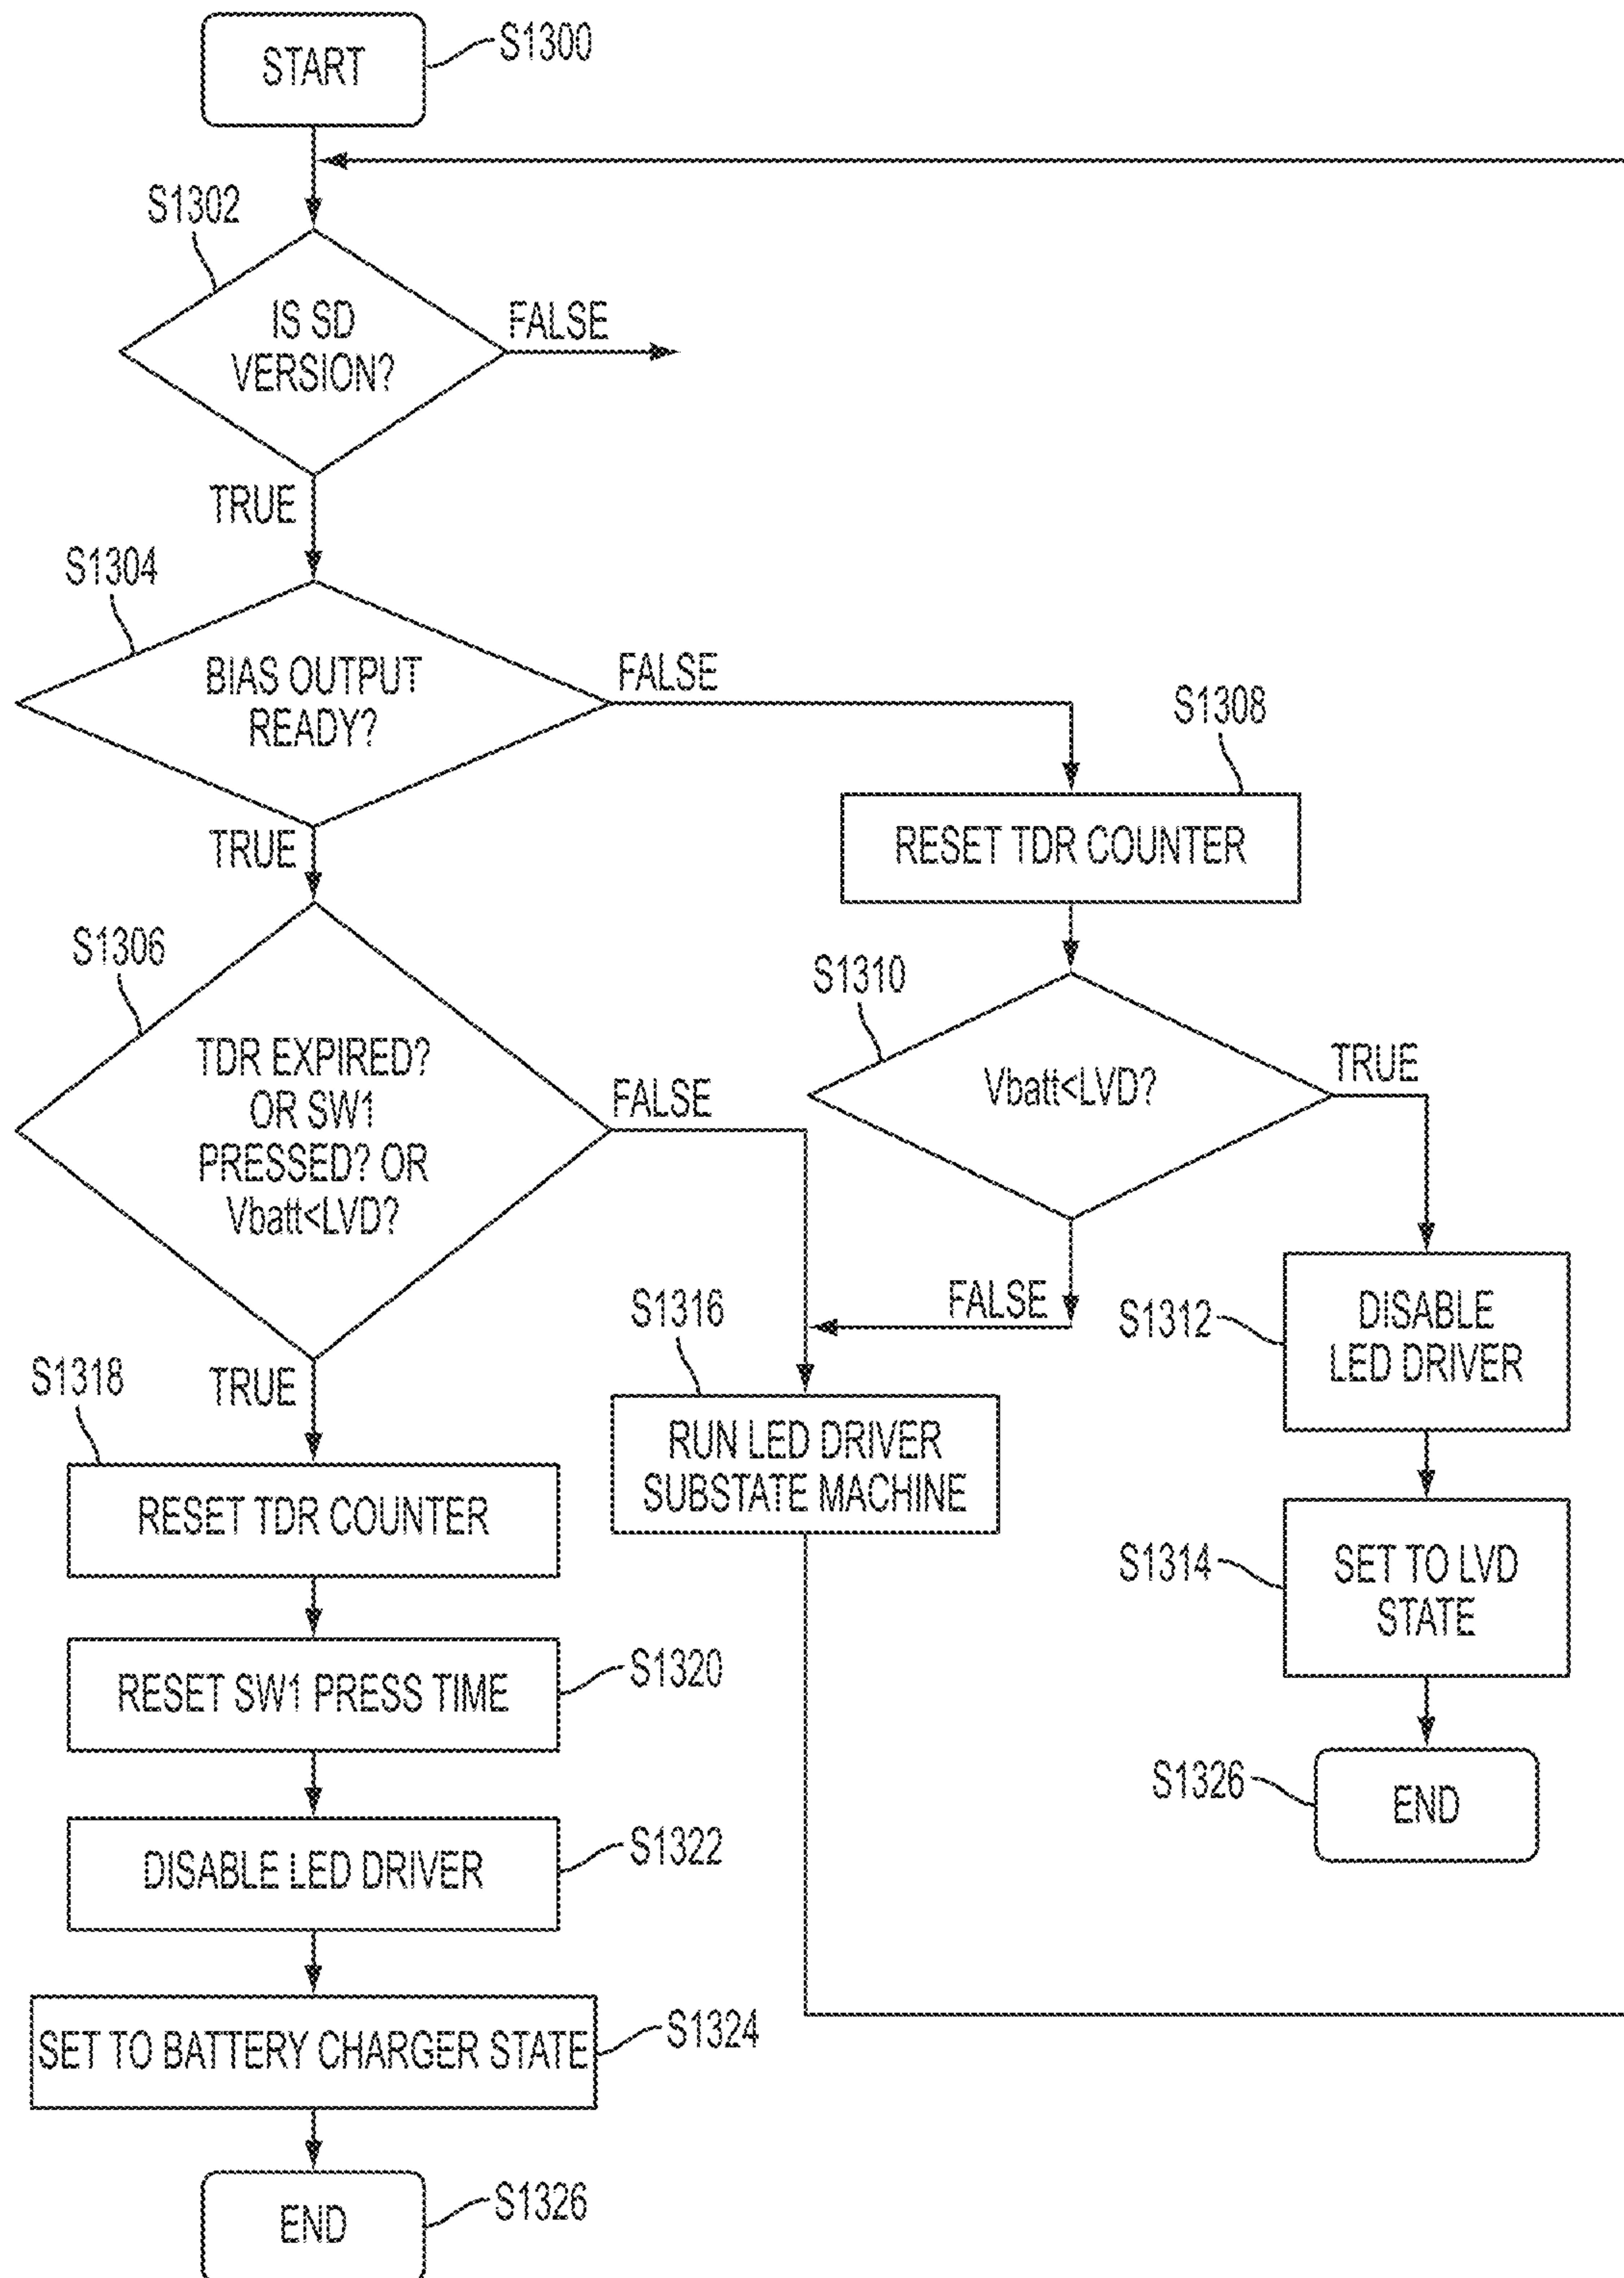 START
S1300
S1302
IS SD
VERSION?
FALSE
TRUE
S1304
BIAS OUTPUT
READY?
FALSE
TRUE
S1308
RESET TDR COUNTER
S1306
TDR EXPIRED?
OR SW1
PRESSED? OR
Vbatt<LVD?
FALSE
TRUE
S1310
Vbatt<LVD?
TRUE
FALSE
S1312
DISABLE
LED DRIVER
S1316
RUN LED DRIVER
SUBSTATE MACHINE
S1314
SET TO LVD
STATE
S1326
END
S1318
RESET TDR COUNTER
RESET SW1 PRESS TIME
S1320
DISABLE LED DRIVER
S1322
SET TO BATTERY CHARGER STATE
S1324
END
S1326